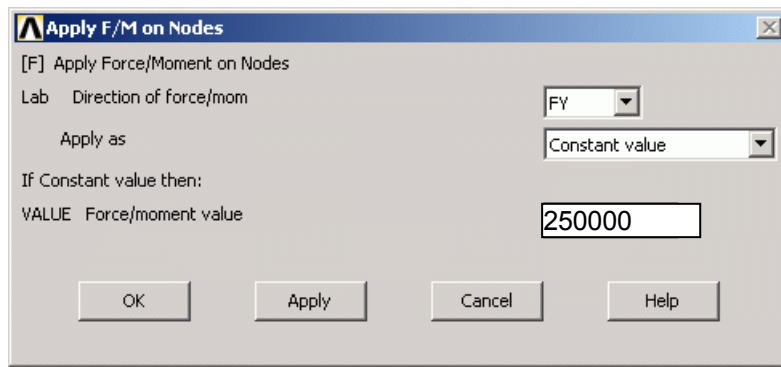 Apply F/M on Nodes
[F] Apply Force/Moment on Nodes
Lab Direction of force/mom FY
Apply as Constant value
If Constant value then:
VALUE Force/moment value 250000
OK Apply Cancel Help